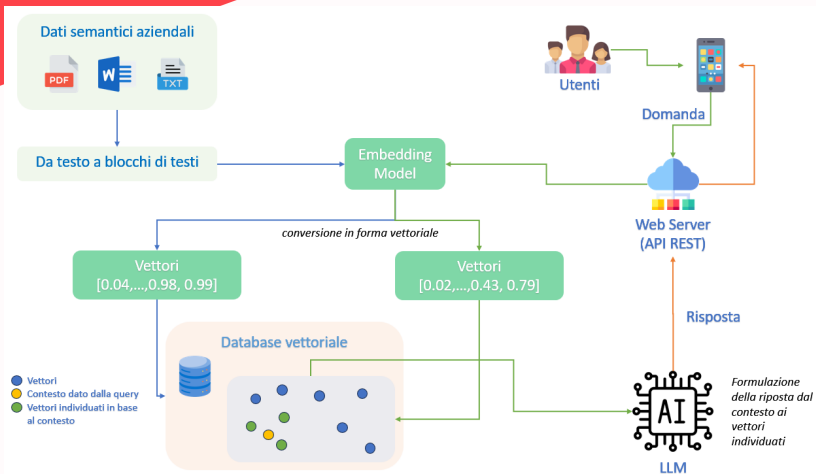 Dati semantici aziendali
PDF
W
TXT
Utenti
Domanda
Da testo a blocchi di testi
Embedding
Model
Web Server
(API REST)
conversione in forma vettoriale
Vettori
[0.04,...,0.98, 0.99]
Vettori
[0.02,...,0.43, 0.79]
Risposta
Database vettoriale
Vettori
Contesto dato dalla query
Vettori individuati in base
al contesto
AI
LLM
Formulazione
della riposta dal
contesto ai
vettori
individuati